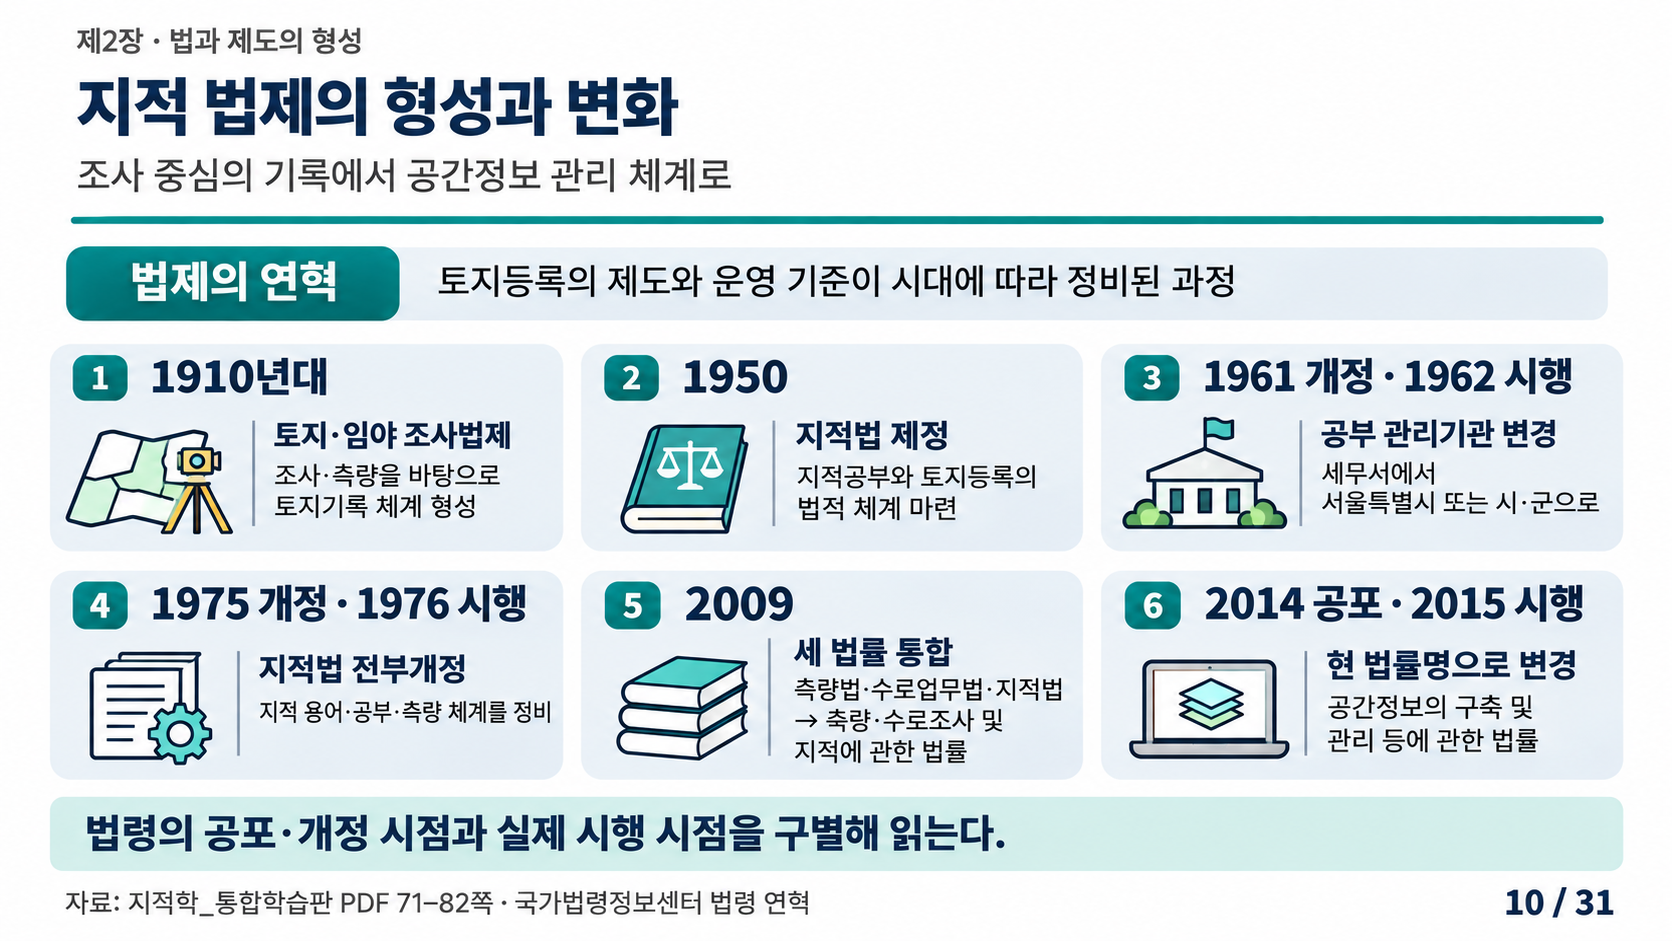 제2장 · 법과 제도의 형성
지적 법제의 형성과 변화
조사 중심의 기록에서 공간정보 관리 체계로
법제의 연혁
토지등록의 제도와 운영 기준이 시대에 따라 정비된 과정
1
1910년대
토지·임야 조사법제
조사·측량을 바탕으로
토지기록 체계 형성
2
1950
지적법 제정
지적공부와 토지등록의
법적 체계 마련
3
1961 개정 · 1962 시행
공부 관리기관 변경
세무서에서
서울특별시 또는 시·군으로
4
1975 개정 · 1976 시행
지적법 전부개정
지적 용어·공부·측량 체계를 정비
5
2009
세 법률 통합
측량법·수로업무법·지적법
→ 측량·수로조사 및
지적에 관한 법률
6
2014 공포 · 2015 시행
현 법률명으로 변경
공간정보의 구축 및
관리 등에 관한 법률
법령의 공포·개정 시점과 실제 시행 시점을 구별해 읽는다.
자료: 지적학_통합학습판 PDF 71–82쪽 · 국가법령정보센터 법령 연혁
10 / 31